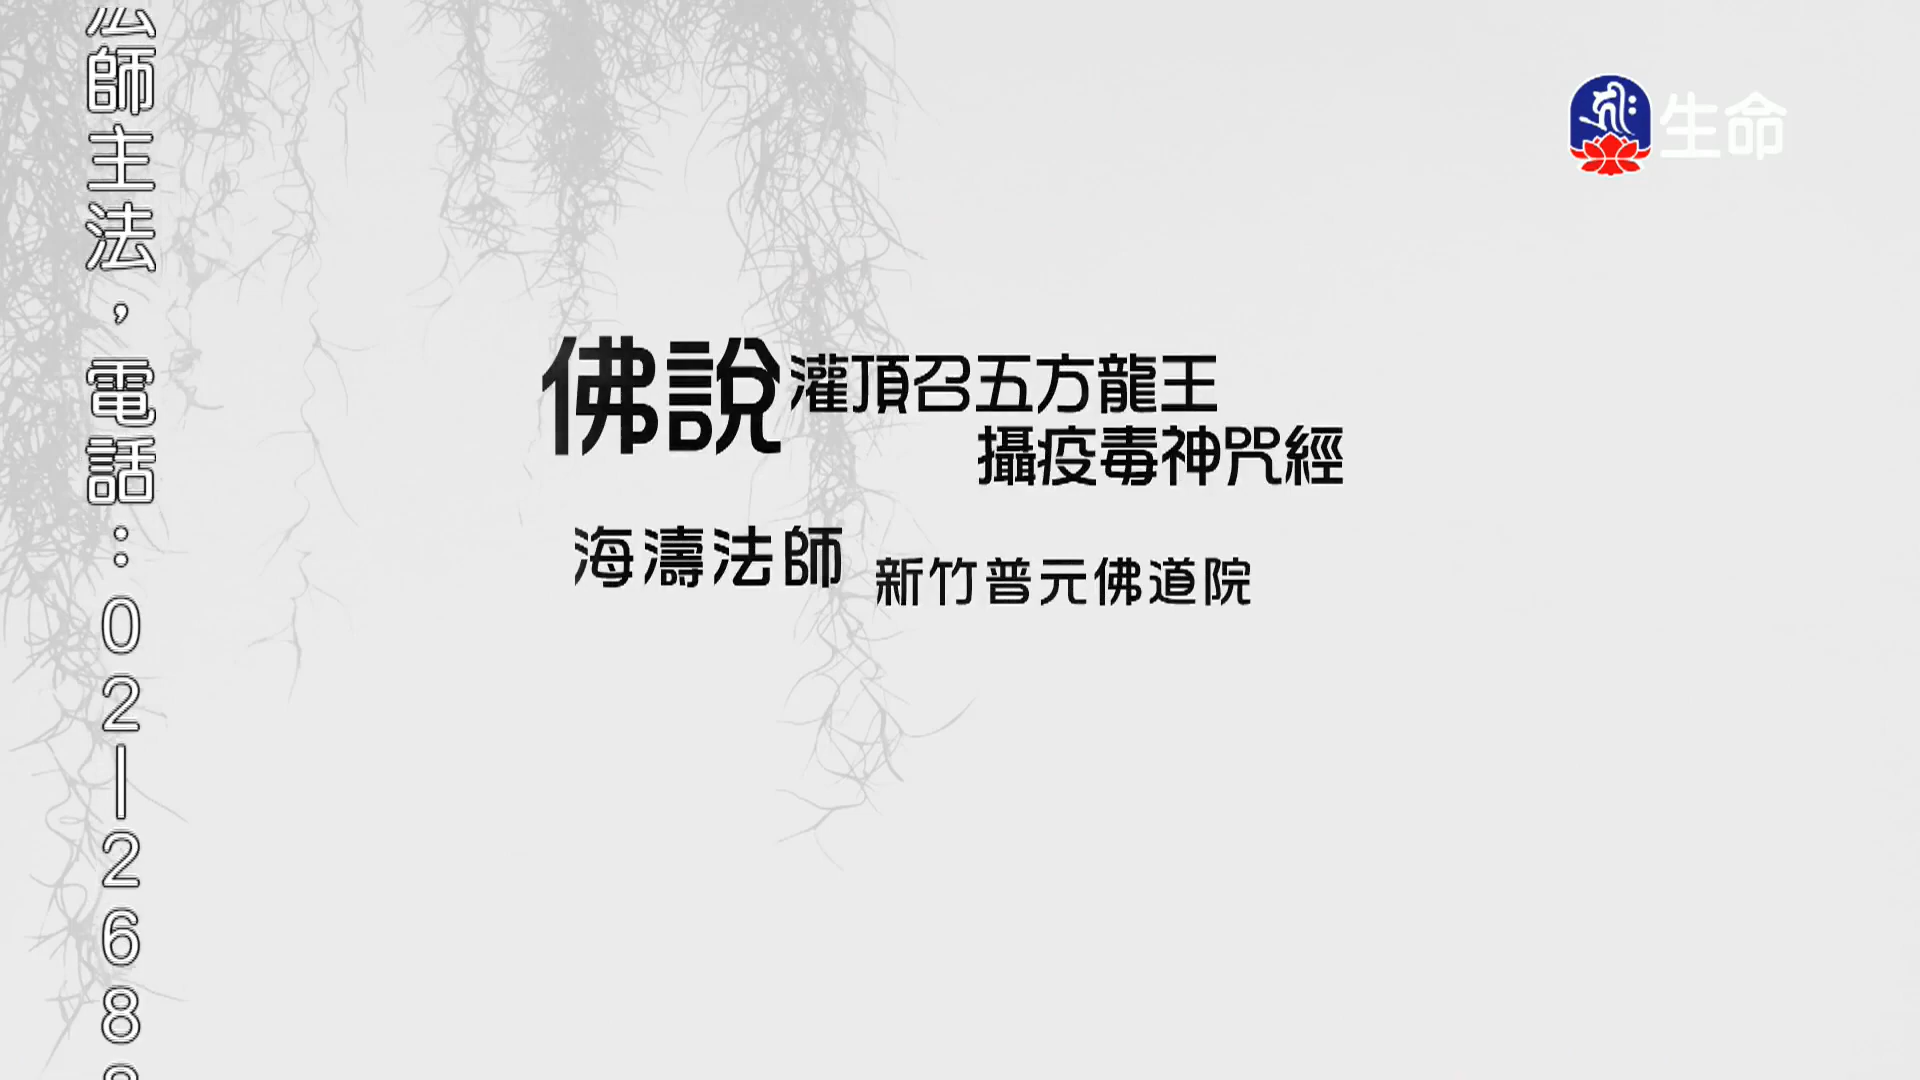 師主法，電話：02－268
生命
佛說灌頂召五方龍王
攝疫毒神咒經
海濤法師 新竹普元佛道院